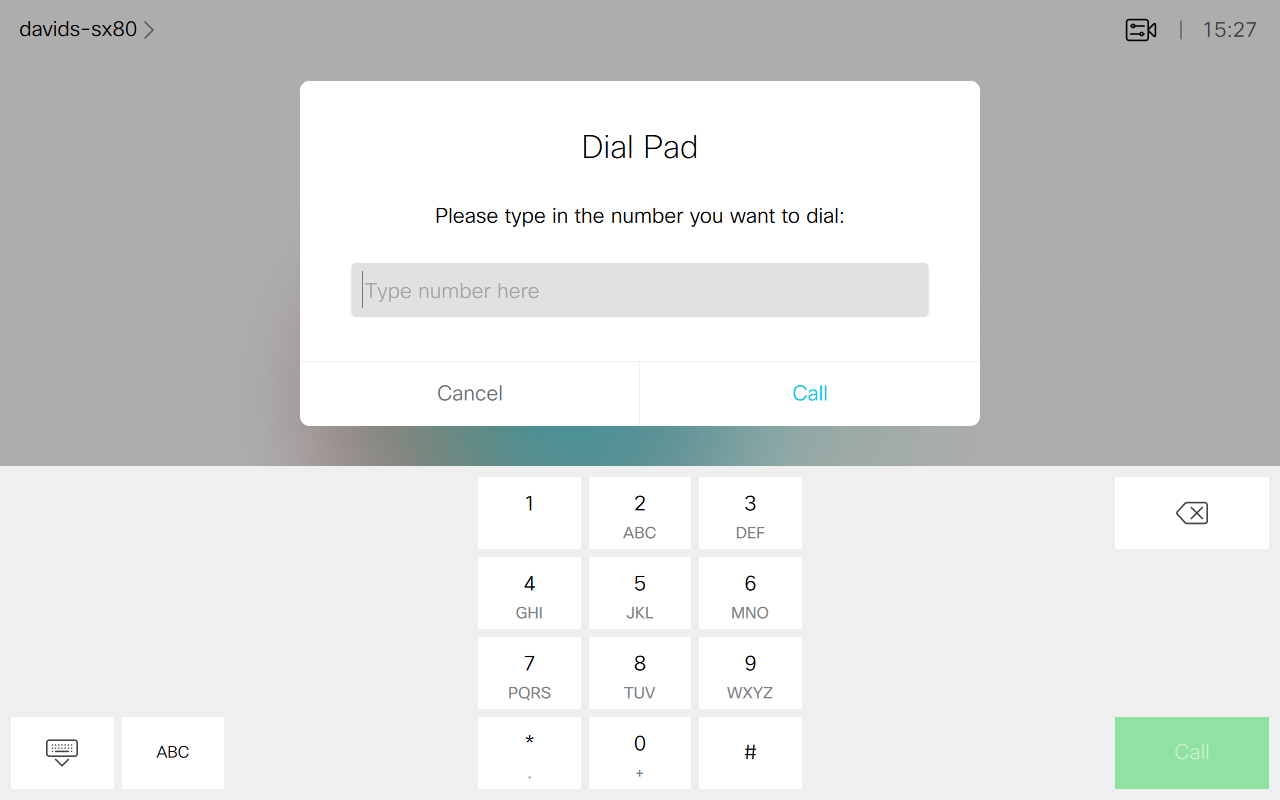 davids-sx80
| 15:27
Dial Pad
Please type in the number you want to dial:
Type number here
Cancel
Call
1
2
3
ABC
DEF
4
5
6
GHI
JKL
MNO
7
8
9
PQRS
TUV
WXYZ
ABC
*
0
#
.
+
Call